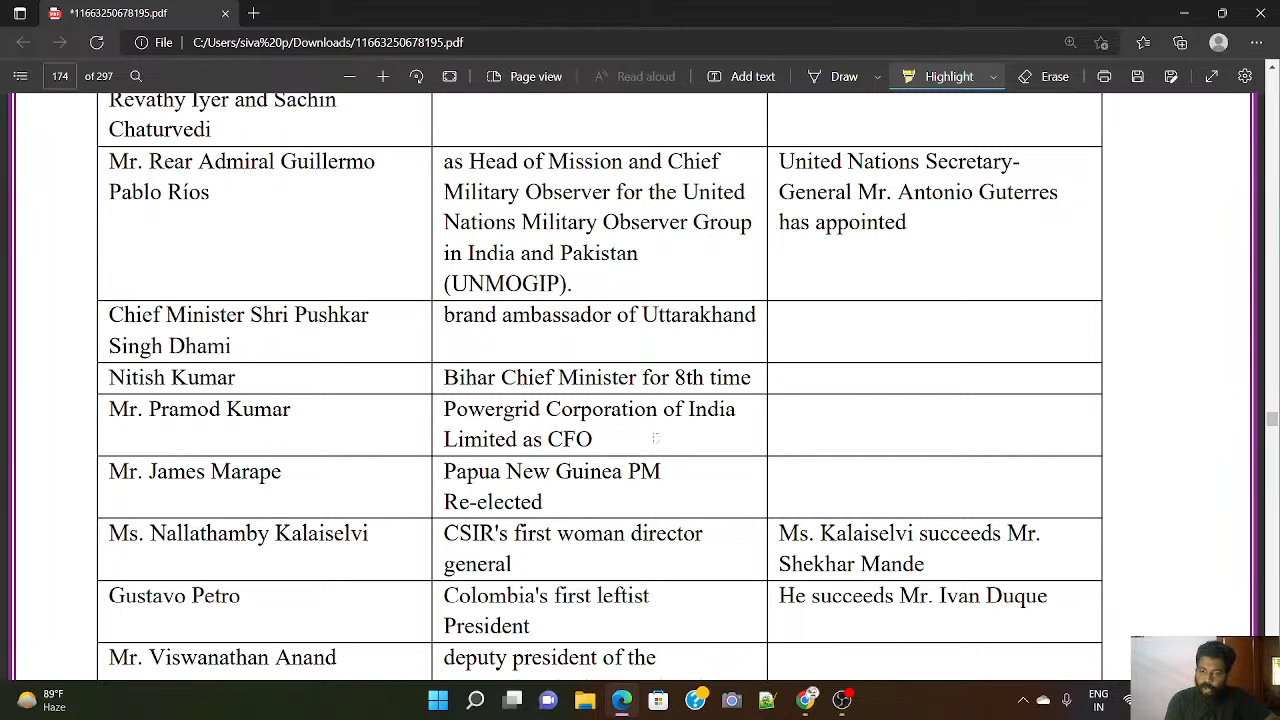 *11663250678195.pdf
File
C:/Users/siva%20p/Downloads/11663250678195.pdf
174 of 297
Page view
Read aloud
Add text
Draw
Highlight
Erase
Revathy Iyer and Sachin
Chaturvedi
Mr. Rear Admiral Guillermo
Pablo Ríos
as Head of Mission and Chief
Military Observer for the United
Nations Military Observer Group
in India and Pakistan
(UNMOGIP).
United Nations Secretary-
General Mr. Antonio Guterres
has appointed
Chief Minister Shri Pushkar
Singh Dhami
brand ambassador of Uttarakhand
Nitish Kumar
Bihar Chief Minister for 8th time
Mr. Pramod Kumar
Powergrid Corporation of India
Limited as CFO
Mr. James Marape
Papua New Guinea PM
Re-elected
Ms. Nallathamby Kalaiselvi
CSIR's first woman director
general
Ms. Kalaiselvi succeeds Mr.
Shekhar Mande
Gustavo Petro
Colombia's first leftist
President
He succeeds Mr. Ivan Duque
Mr. Viswanathan Anand
deputy president of the
89°F
Haze
ENG
IN